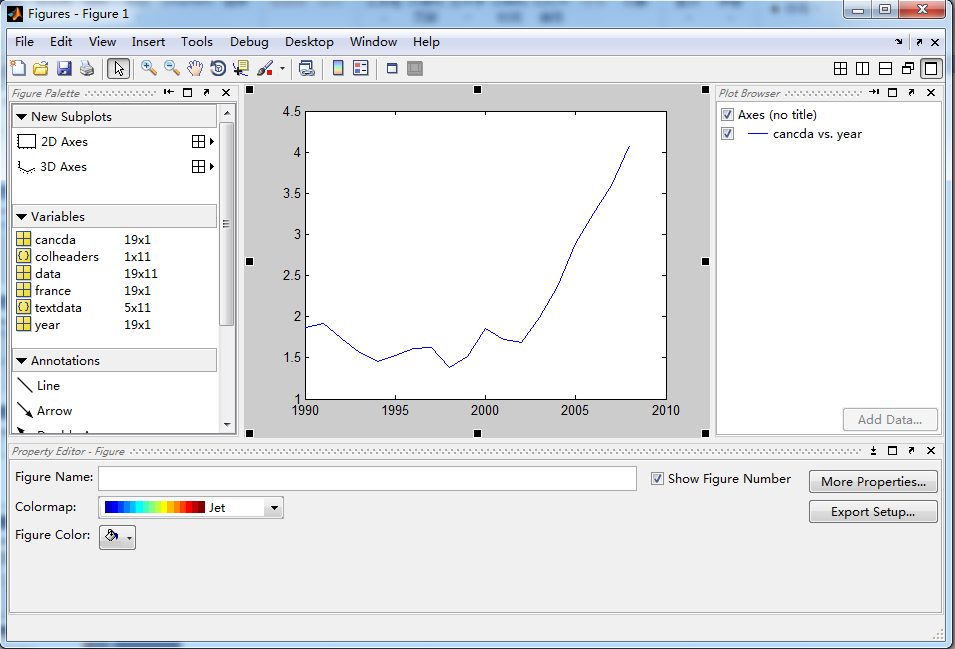 Figures - Figure 1
File Edit View Insert Tools Debug Desktop Window Help
Figure Palette
New Subplots
2D Axes
3D Axes
Variables
cancda 19x1
colheaders 1x11
data 19x11
france 19x1
textdata 5x11
year 19x1
Annotations
Line
Arrow
4.5
4
3.5
3
2.5
2
1.5
1
1990 1995 2000 2005 2010
Plot Browser
Axes (no title)
cancda vs. year
Add Data...
Property Editor - Figure
Figure Name:
Show Figure Number
More Properties...
Colormap: Jet
Export Setup...
Figure Color: